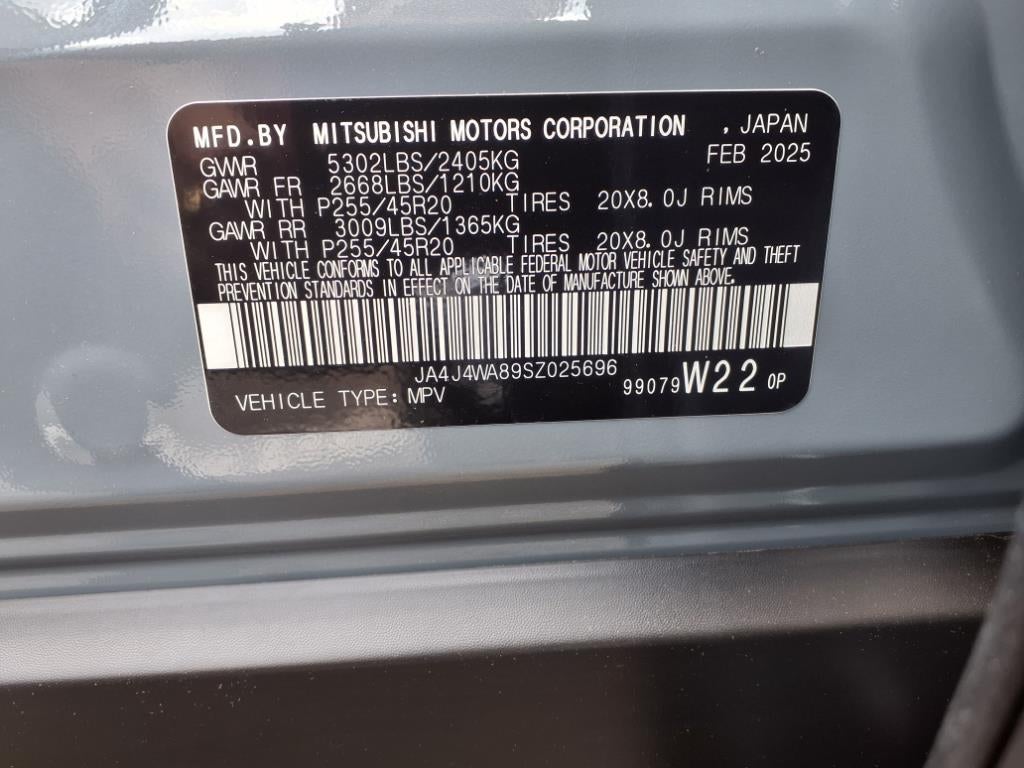 MFD.BY MITSUBISHI MOTORS CORPORATION , JAPAN
GVWR 5302LBS/2405KG FEB 2025
GAWR FR 2668LBS/1210KG
WITH P255/45R20 TIRES 20X8.0J RIMS
GAWR RR 3009LBS/1365KG
WITH P255/45R20 TIRES 20X8.0J RIMS
THIS VEHICLE CONFORMS TO ALL APPLICABLE FEDERAL MOTOR VEHICLE SAFETY AND THEFT
PREVENTION STANDARDS IN EFFECT ON THE DATE OF MANUFACTURE SHOWN ABOVE.
JA4J4WA89SZ025696
VEHICLE TYPE: MPV 99079 W22 0P